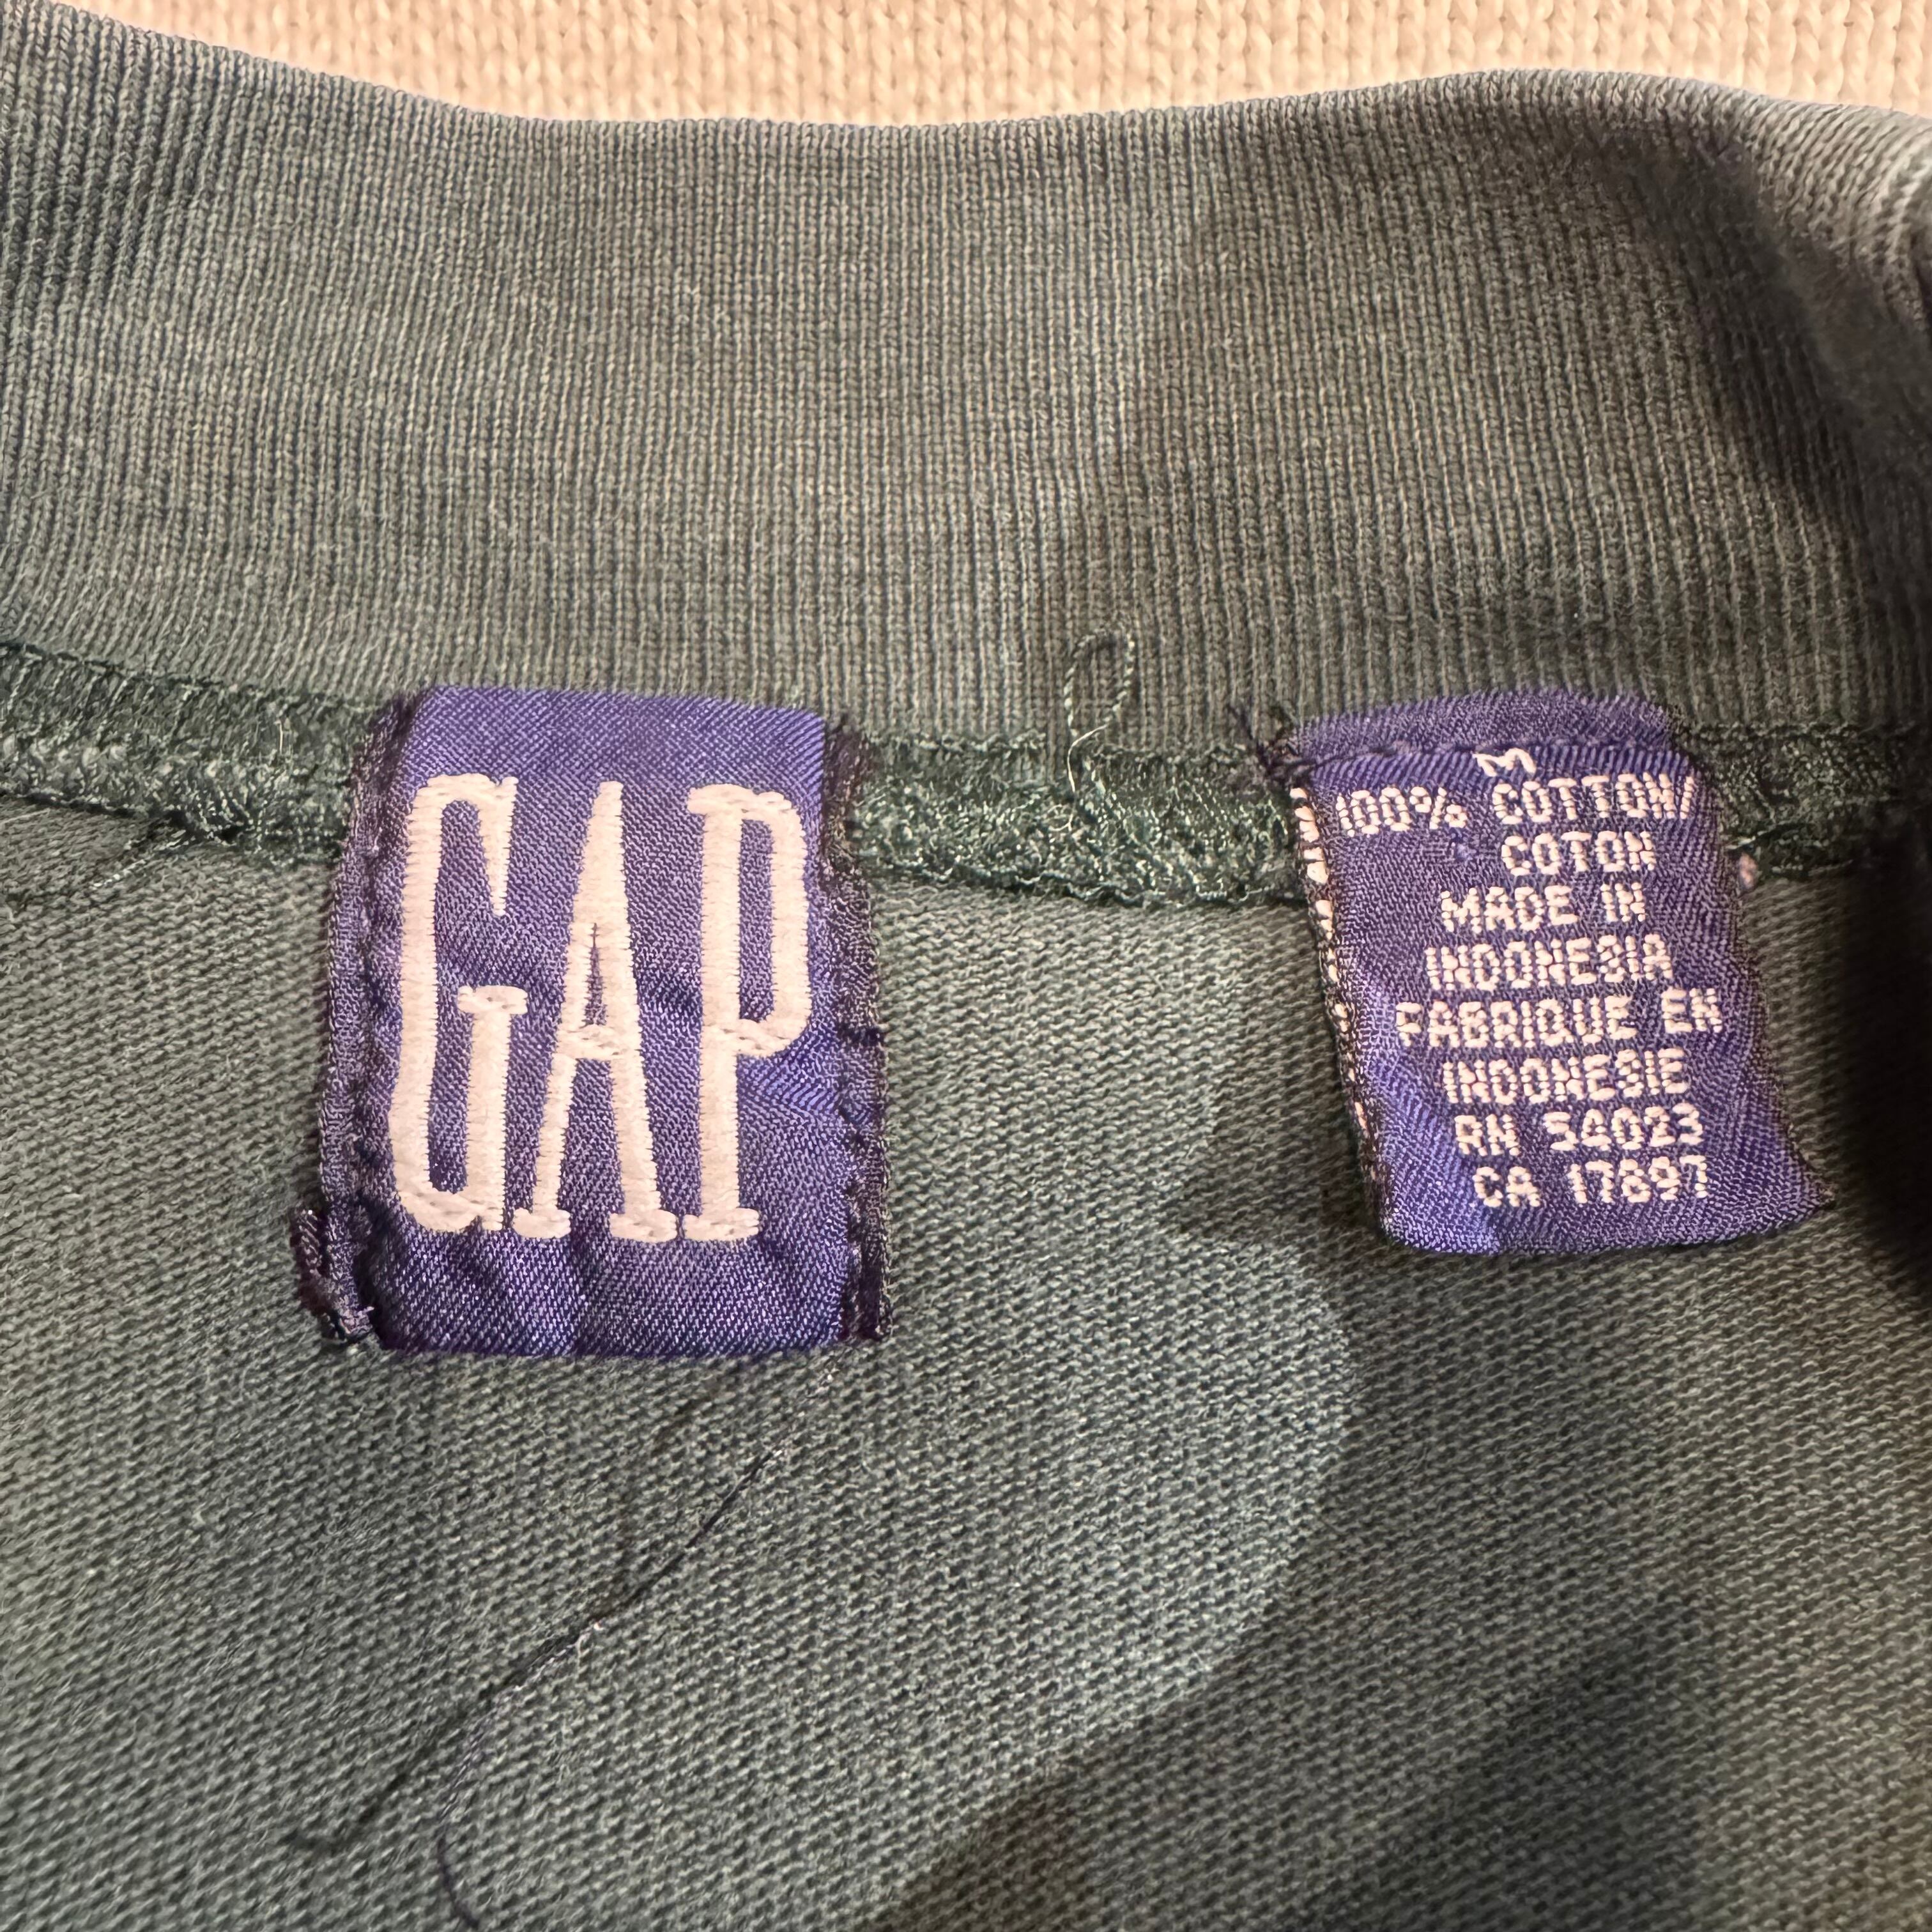 GAP
M
100% COTTON/
COTON
MADE IN
INDONESIA
FABRIQUE EN
INDONESIE
RN 54023
CA 17897